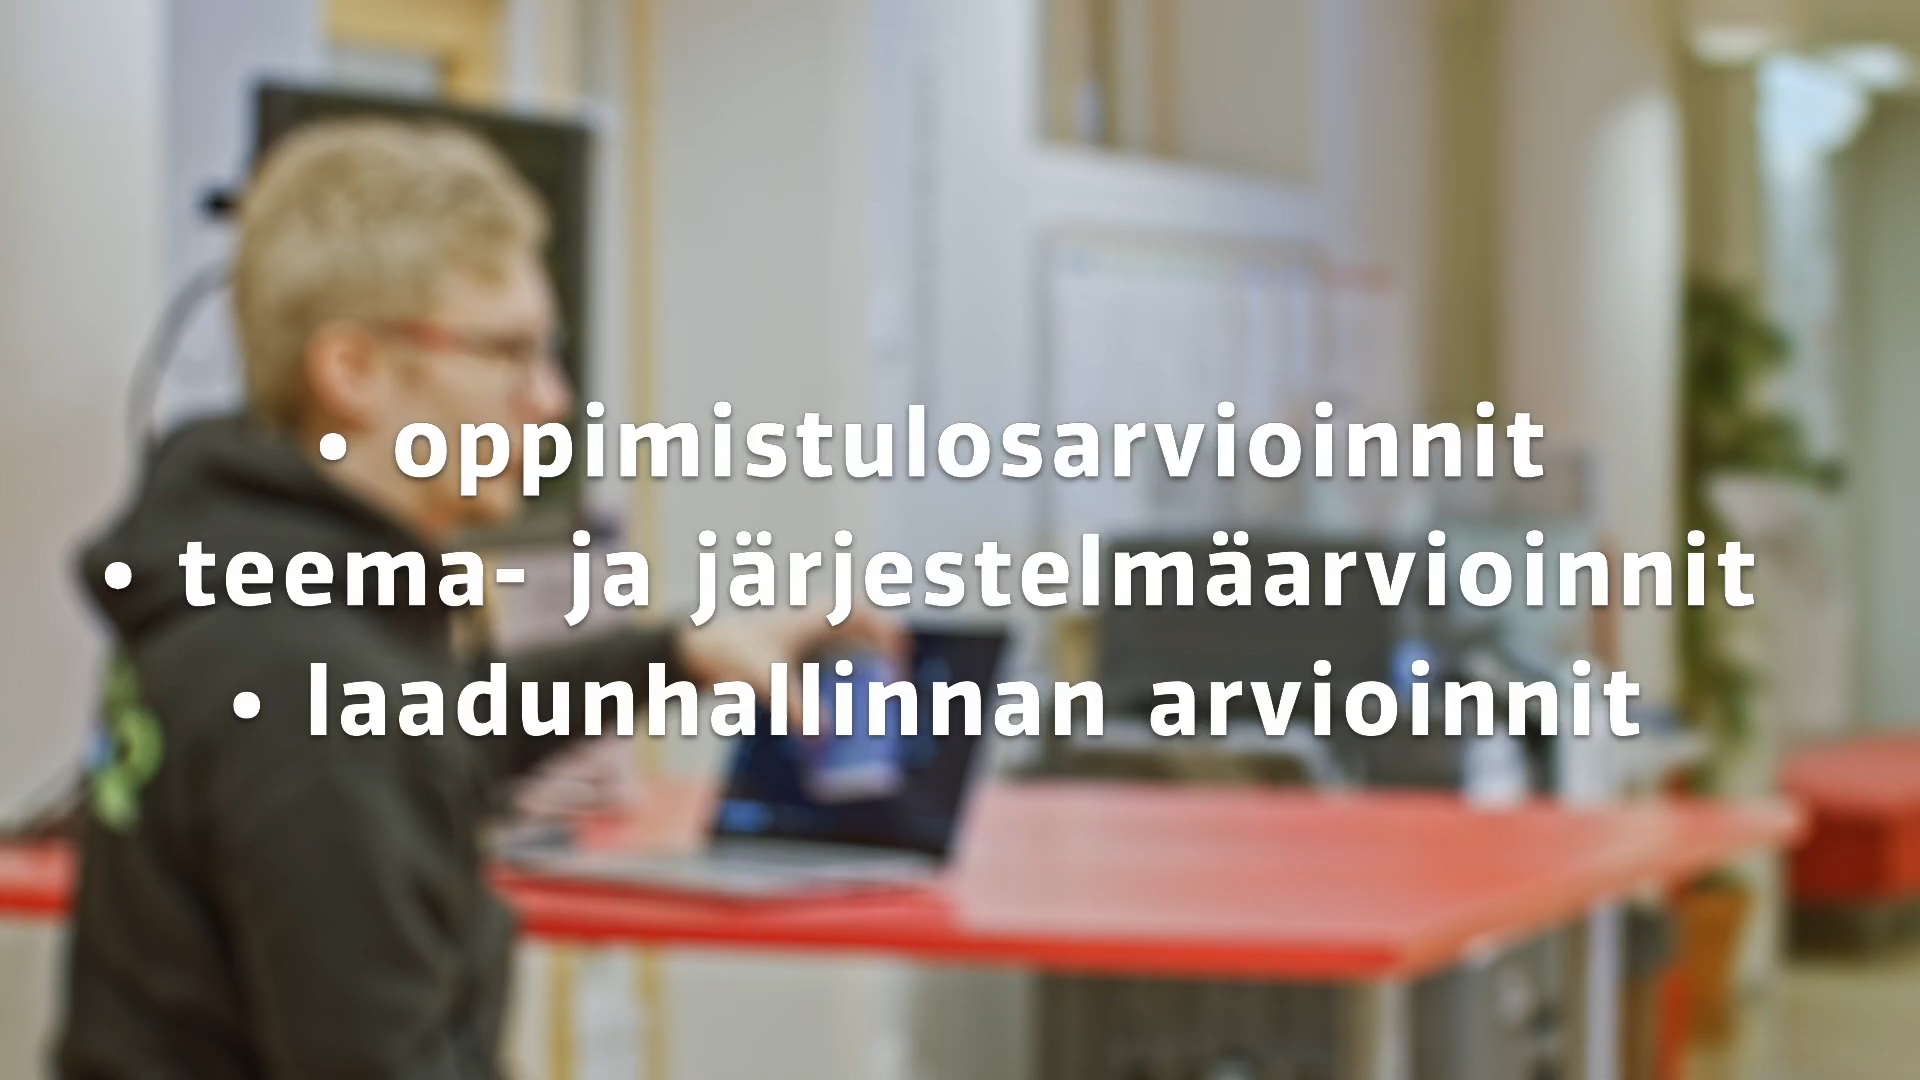 • oppimistulosarvioinnit
• teema- ja järjestelmäarvioinnit
• laadunhallinnan arvioinnit